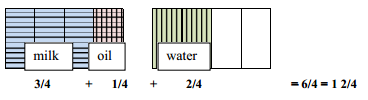 milk oil water
3/4 + 1/4 + 2/4 = 6/4 = 1 2/4